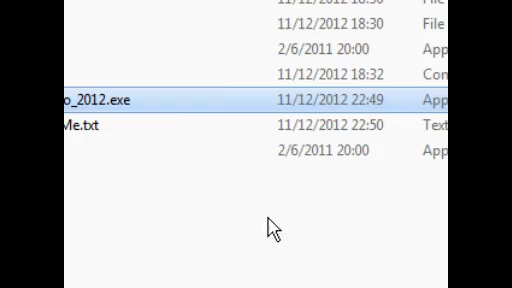 11/12/2012 18:30 File
11/12/2012 18:30 File
2/6/2011 20:00 App
11/12/2012 18:32 Con
o_2012.exe 11/12/2012 22:49 App
Me.txt 11/12/2012 22:50 Text
2/6/2011 20:00 App